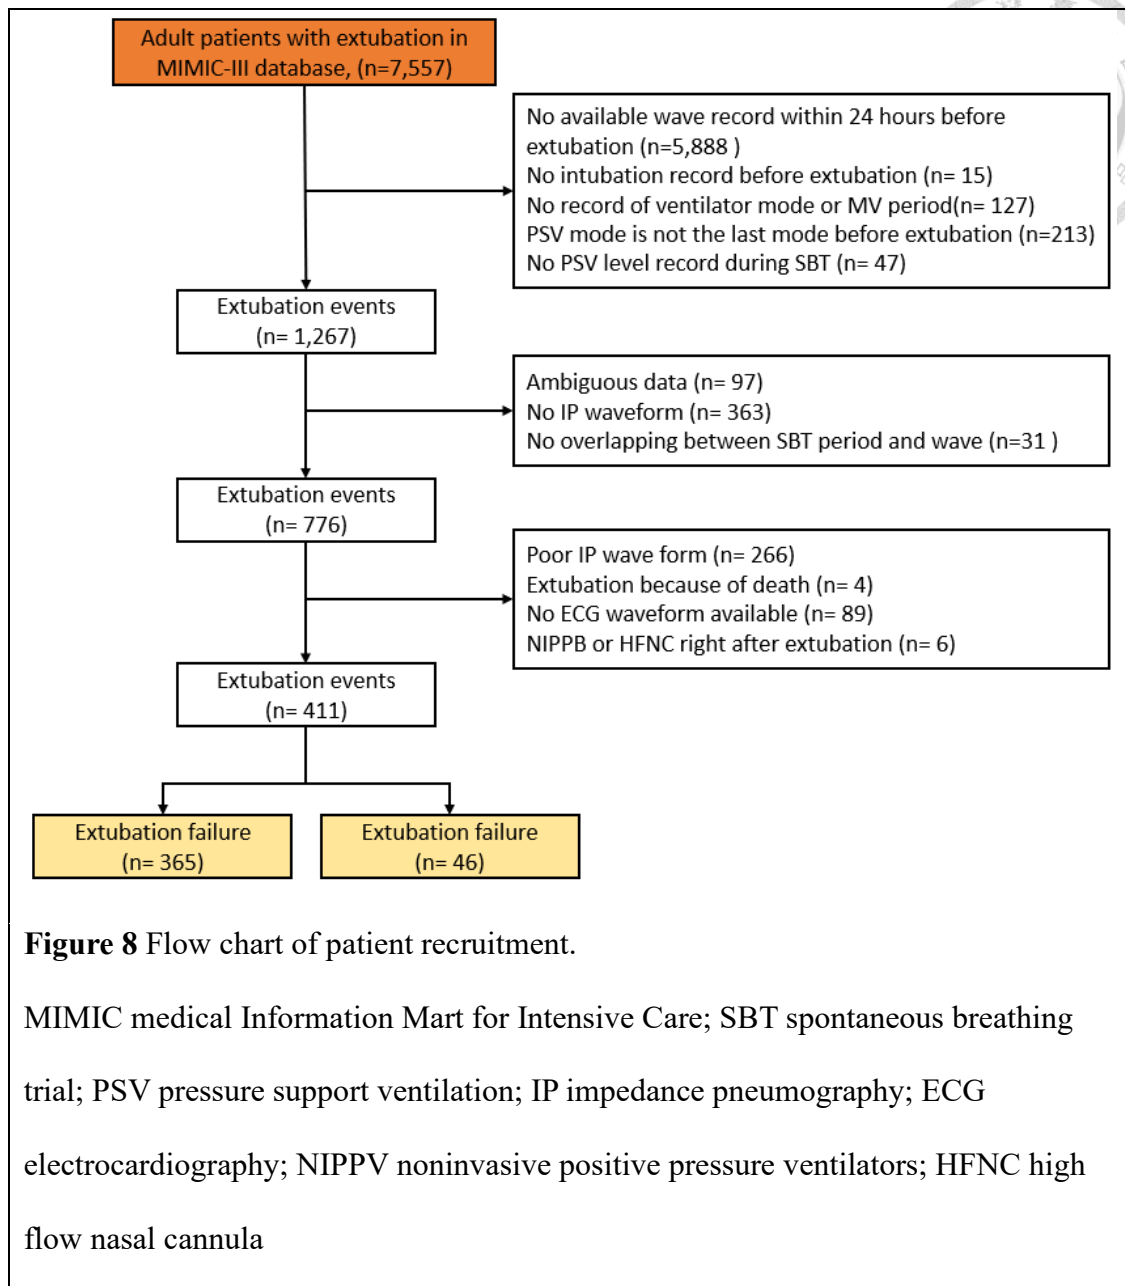 Adult patients with extubation in
MIMIC-III database, (n=7,557)
No available wave record within 24 hours before
extubation (n=5,888 )
No intubation record before extubation (n= 15)
No record of ventilator mode or MV period(n= 127)
PSV mode is not the last mode before extubation (n=213)
No PSV level record during SBT (n= 47)
Extubation events
(n= 1,267)
Ambiguous data (n= 97)
No IP waveform (n= 363)
No overlapping between SBT period and wave (n=31 )
Extubation events
(n= 776)
Poor IP wave form (n= 266)
Extubation because of death (n= 4)
No ECG waveform available (n= 89)
NIPPB or HFNC right after extubation (n= 6)
Extubation events
(n= 411)
Extubation failure
(n= 365)
Extubation failure
(n= 46)
Figure 8 Flow chart of patient recruitment.
MIMIC medical Information Mart for Intensive Care; SBT spontaneous breathing
trial; PSV pressure support ventilation; IP impedance pneumography; ECG
electrocardiography; NIPPV noninvasive positive pressure ventilators; HFNC high
flow nasal cannula